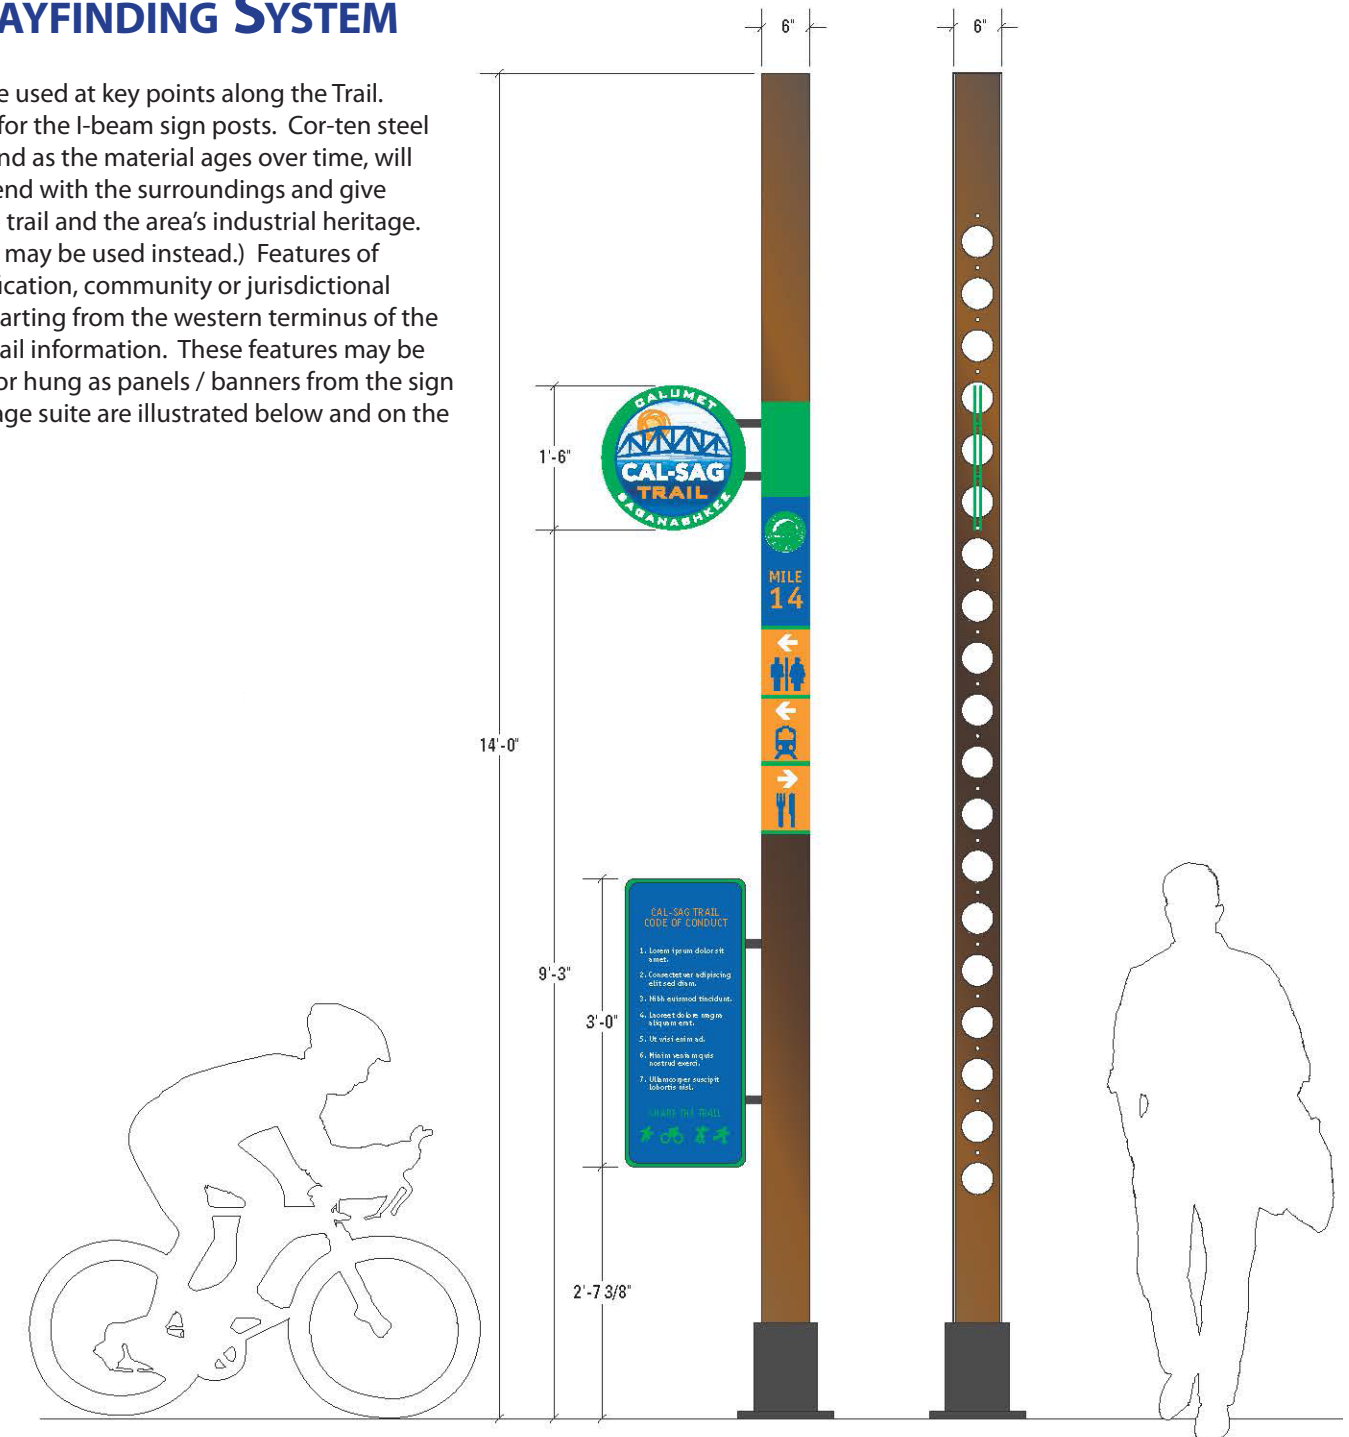 AYFINDING SYSTEM
e used at key points along the Trail.
for the I-beam sign posts. Cor-ten steel
nd as the material ages over time, will
end with the surroundings and give
trail and the area's industrial heritage.
may be used instead.) Features of
ication, community or jurisdictional
arting from the western terminus of the
ail information. These features may be
or hung as panels / banners from the sign
age suite are illustrated below and on the
6"
6"
1'-6"
14'-0"
9'-3"
3'-0"
2'-7 3/8"
CALUMET
CAL-SAG
TRAIL
SAGANASHKEE
MILE
14
CAL-SAG TRAIL
CODE OF CONDUCT
1. Lorem ipsum dolor sit
amet.
2. Consectetuer adipiscing
elit sed diam.
3. Nibh euismod tincidunt.
4. Laoreet dolore magna
aliquam erat.
5. Ut wisi enim ad.
6. Minim veniam quis
nostrud exerci.
7. Ullamcorper suscipit
lobortis nisl.
SHARE THE TRAIL